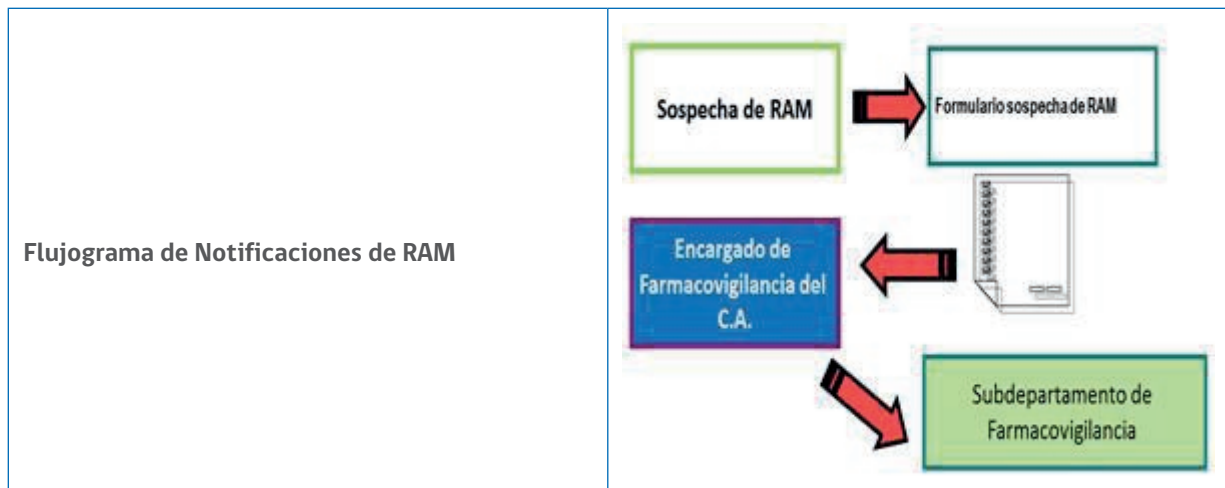 Flujograma de Notificaciones de RAM
Sospecha de RAM
Formulario sospecha de RAM
Encargado de
Farmacovigilancia del
C.A.
Subdepartamento de
Farmacovigilancia